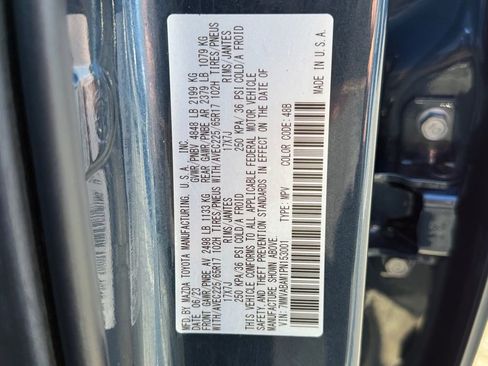 MFD.BY MAZDA TOYOTA MANUFACTURING, U.S.A. INC.
DATE: 06/23 GVWR/PNBV 4848 LB 2199 KG
FRONT GAWR/PNBE AV 2498 LB 1133 KG REAR GAWR/PNBE AR 2379 LB 1079 KG
WITH/AVEC225/65R17 102H TIRES/PNEUS WITH/AVEC225/65R17 102H TIRES/PNEUS
17X7J RIMS/JANTES 17X7J RIMS/JANTES
250 KPA/36 PSI COLD/A FROID 250 KPA/36 PSI COLD/A FROID
THIS VEHICLE CONFORMS TO ALL APPLICABLE FEDERAL MOTOR VEHICLE
SAFETY AND THEFT PREVENTION STANDARDS IN EFFECT ON THE DATE OF
MANUFACTURE SHOWN ABOVE.
VIN: 7MMVABAM1PN153001 TYPE: MPV COLOR CODE: 48B
MADE IN U.S.A.